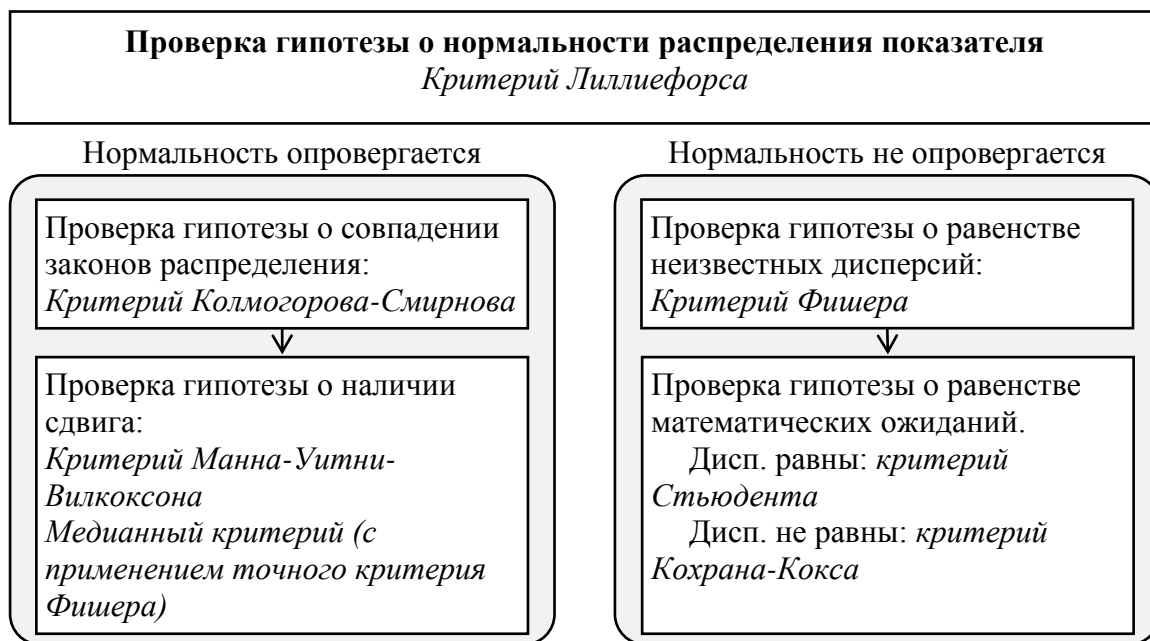 Проверка гипотезы о нормальности распределения показателя
Критерий Лиллиефорса
Нормальность опровергается
Проверка гипотезы о совпадении
законов распределения:
Критерий Колмогорова-Смирнова
Проверка гипотезы о наличии
сдвига:
Критерий Манна-Уитни-
Вилкоксона
Медианный критерий (с
применением точного критерия
Фишера)
Нормальность не опровергается
Проверка гипотезы о равенстве
неизвестных дисперсий:
Критерий Фишера
Проверка гипотезы о равенстве
математических ожиданий.
Дисп. равны: критерий
Стьюдента
Дисп. не равны: критерий
Кохрана-Кокса